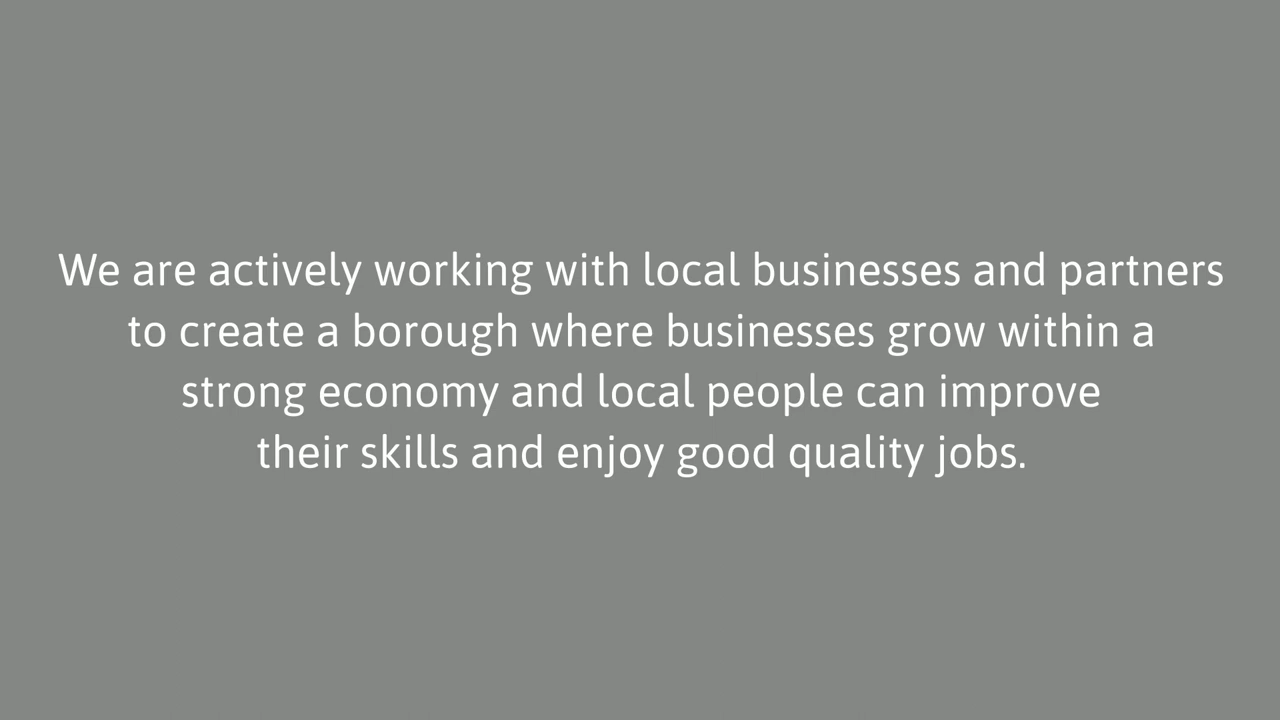 We are actively working with local businesses and partners
to create a borough where businesses grow within a
strong economy and local people can improve
their skills and enjoy good quality jobs.